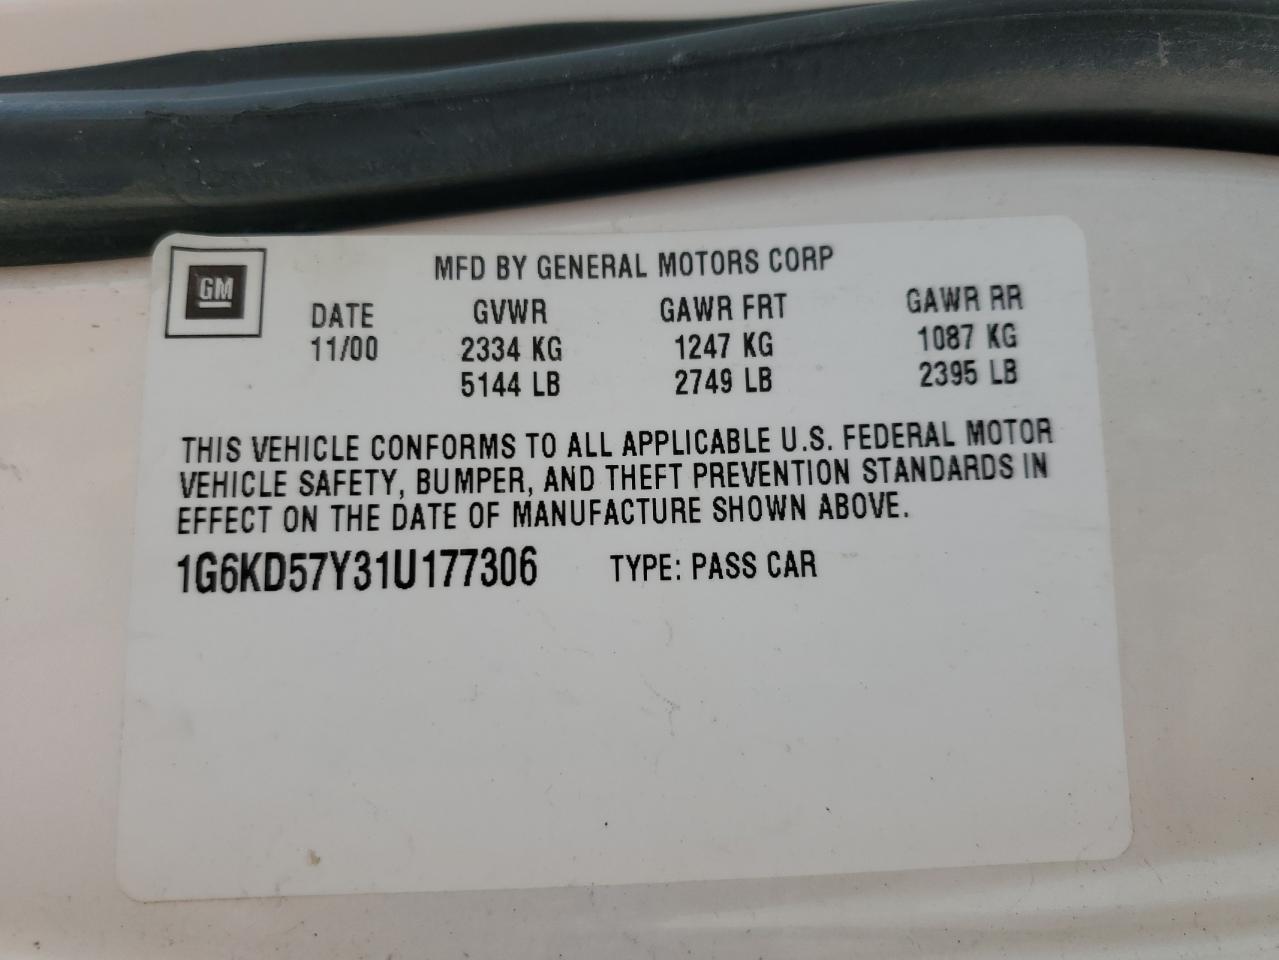 GM
MFD BY GENERAL MOTORS CORP
DATE GVWR GAWR FRT GAWR RR
11/00 2334 KG 1247 KG 1087 KG
5144 LB 2749 LB 2395 LB
THIS VEHICLE CONFORMS TO ALL APPLICABLE U.S. FEDERAL MOTOR
VEHICLE SAFETY, BUMPER, AND THEFT PREVENTION STANDARDS IN
EFFECT ON THE DATE OF MANUFACTURE SHOWN ABOVE.
1G6KD57Y31U177306 TYPE: PASS CAR